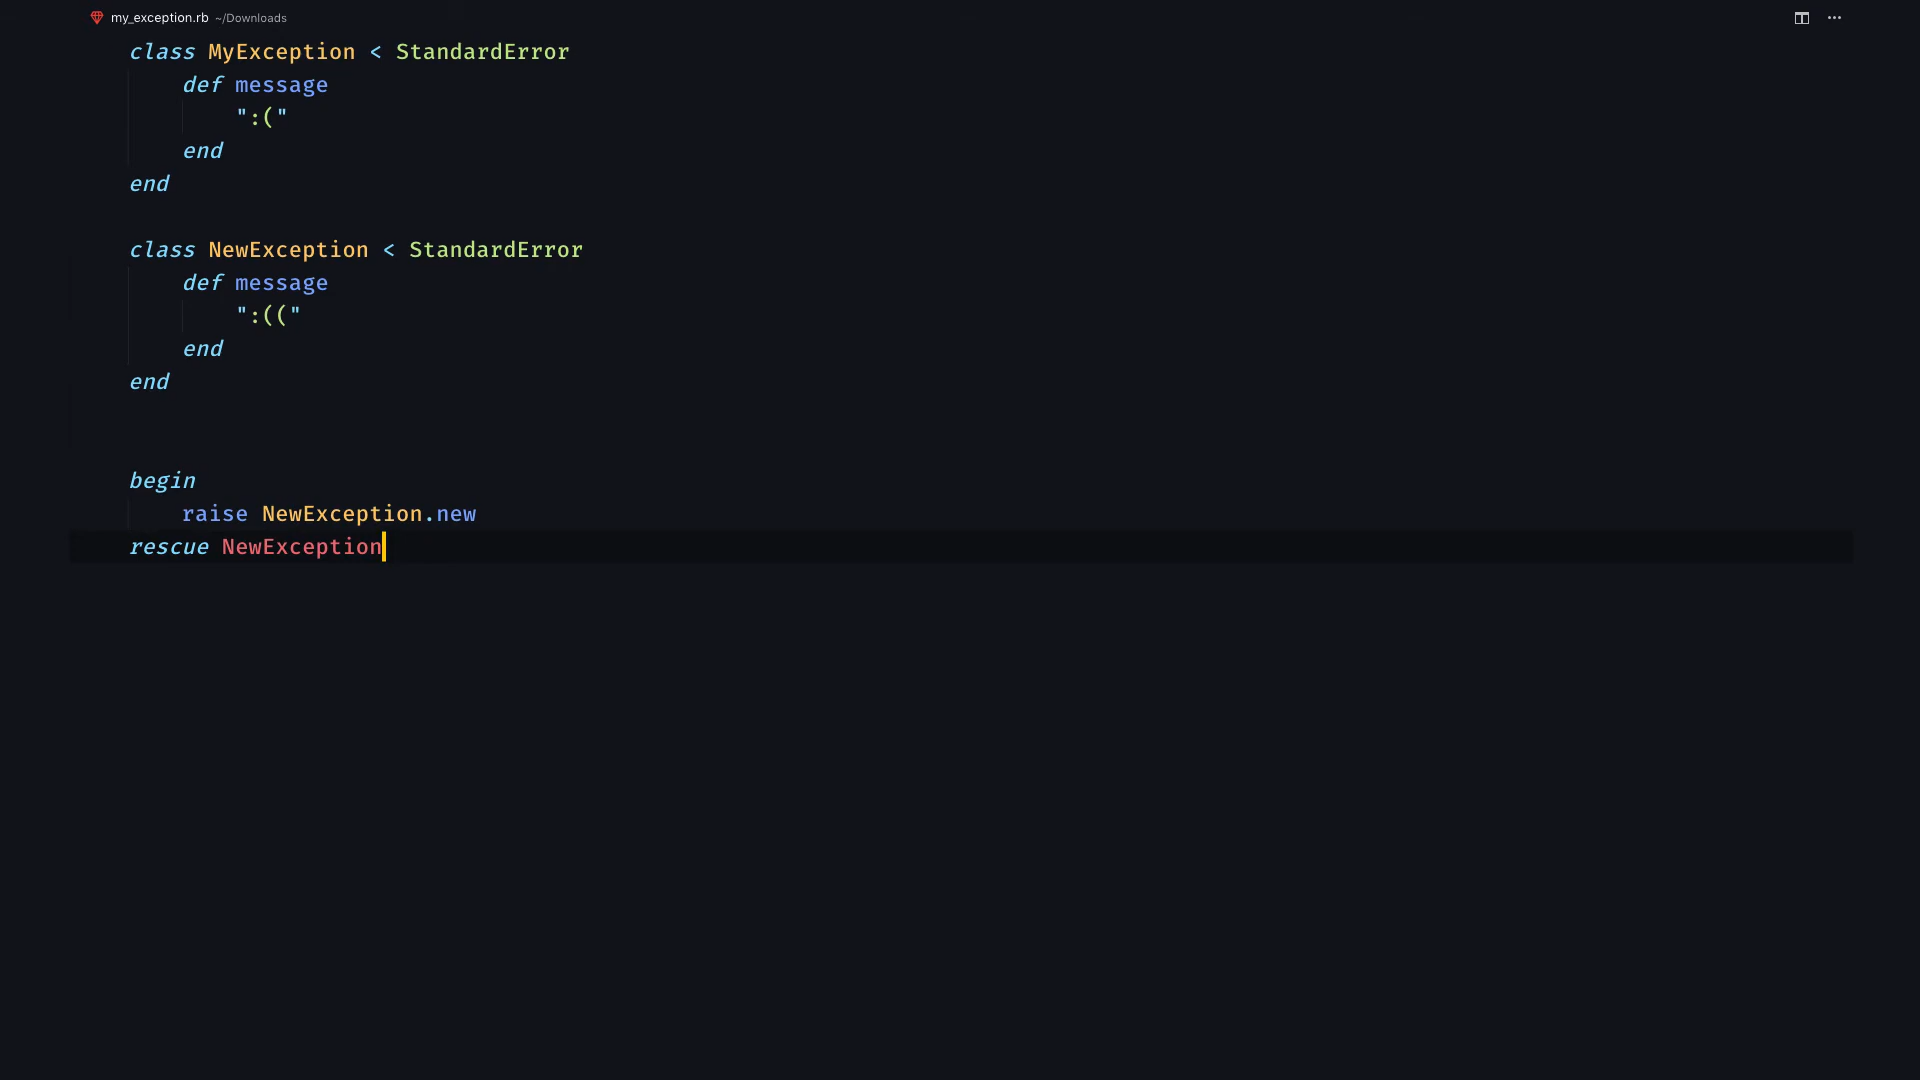 my_exception.rb ~/Downloads
class MyException < StandardError
def message
":("
end
end
class NewException < StandardError
def message
":(("
end
end
begin
raise NewException.new
rescue NewException